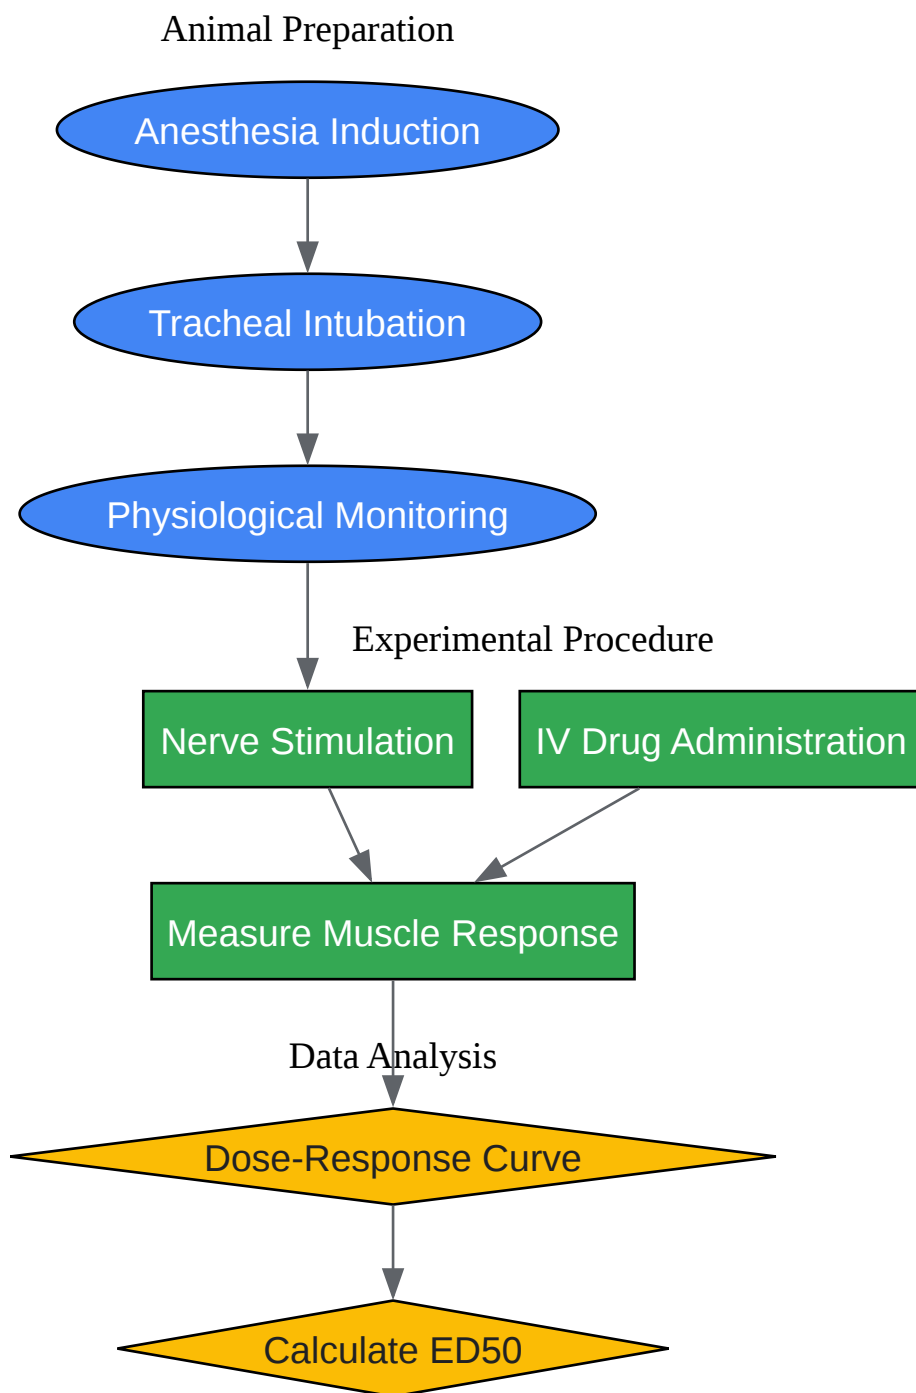 Animal Preparation
Anesthesia Induction
Tracheal Intubation
Physiological Monitoring
Experimental Procedure
Nerve Stimulation
IV Drug Administration
Measure Muscle Response
Data Analysis
Dose-Response Curve
Calculate ED50